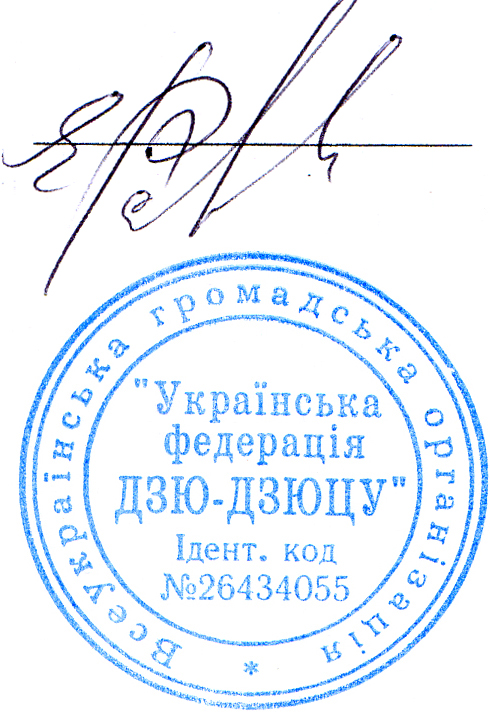 Всеукраїнська громадська організація
"Українська
федерація
ДЗЮ-ДЗЮЦУ"
Ідент. код
№26434055
*